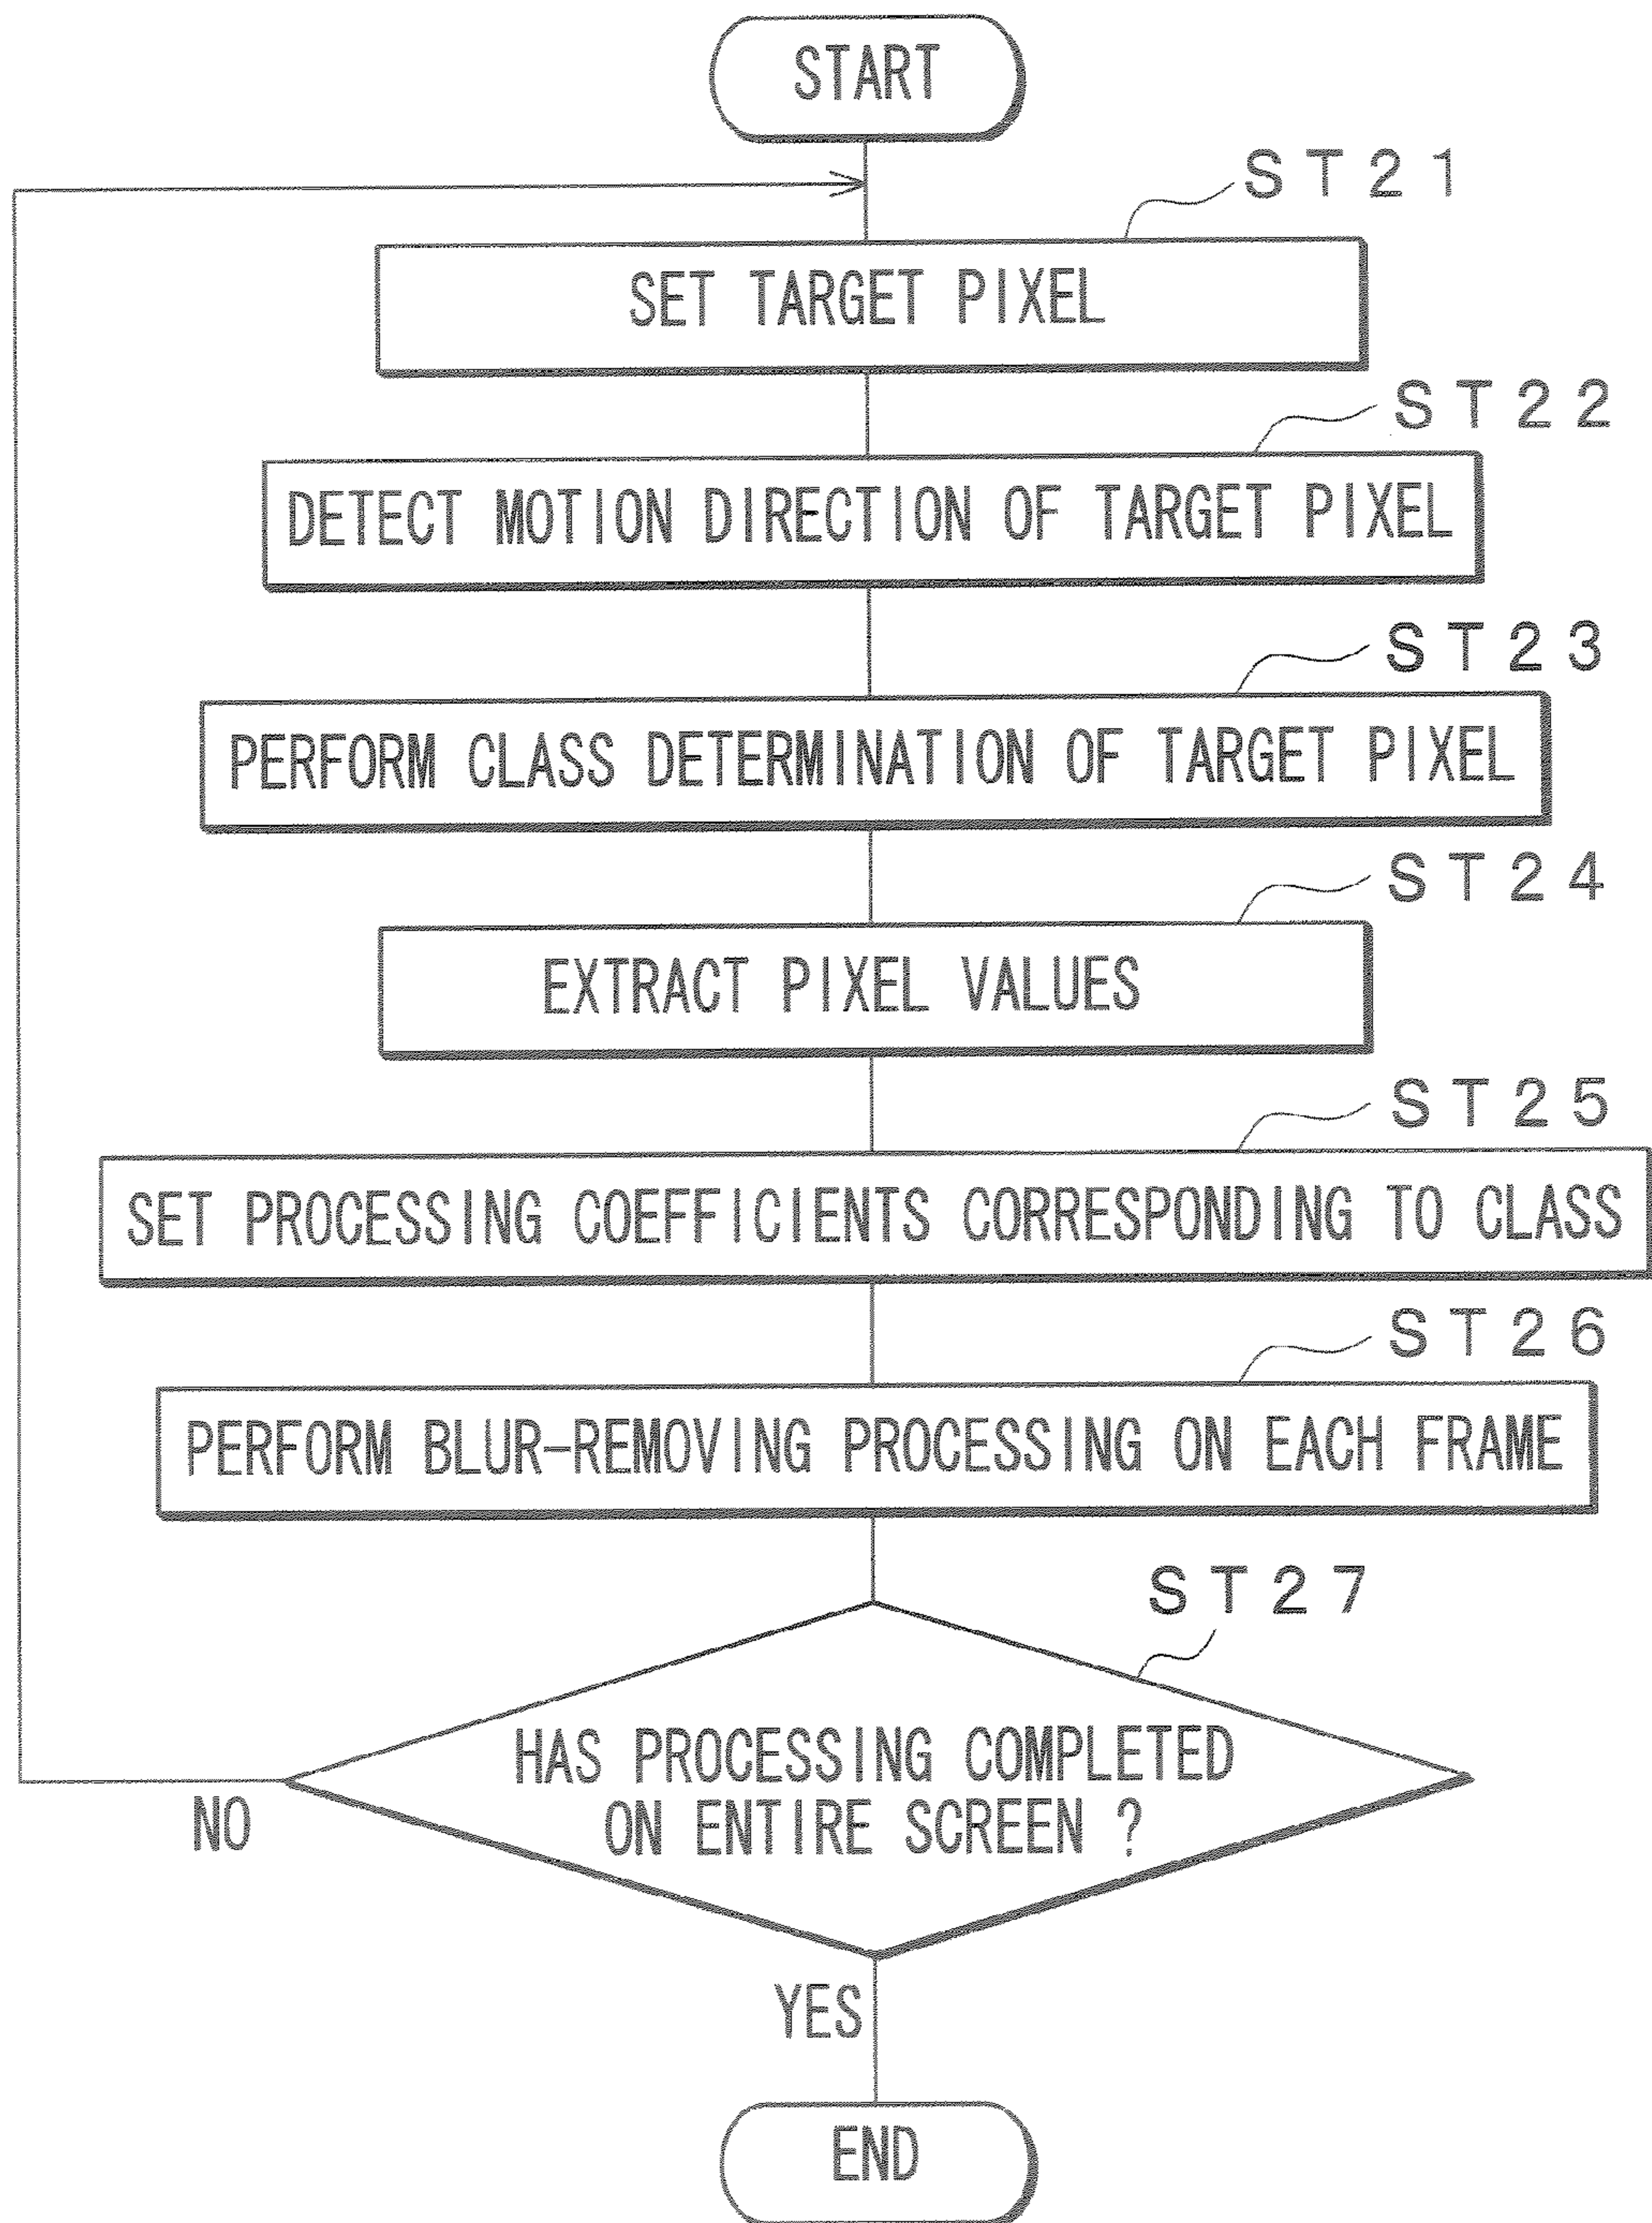 START
ST21
SET TARGET PIXEL
ST22
DETECT MOTION DIRECTION OF TARGET PIXEL
ST23
PERFORM CLASS DETERMINATION OF TARGET PIXEL
ST24
EXTRACT PIXEL VALUES
ST25
SET PROCESSING COEFFICIENTS CORRESPONDING TO CLASS
ST26
PERFORM BLUR-REMOVING PROCESSING ON EACH FRAME
ST27
HAS PROCESSING COMPLETED
ON ENTIRE SCREEN ?
NO
YES
END